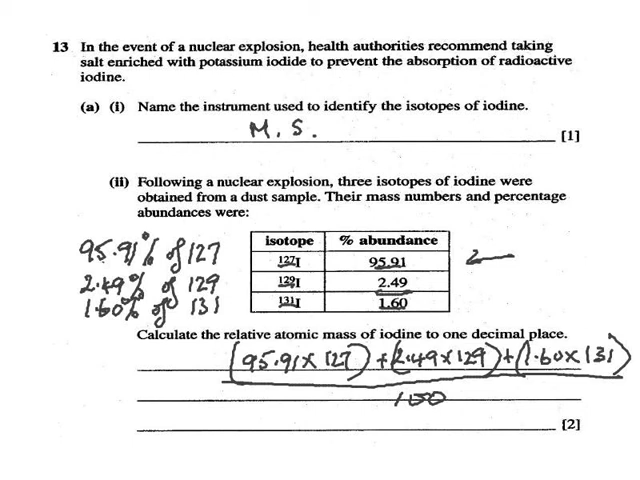 13 In the event of a nuclear explosion, health authorities recommend taking
salt enriched with potassium iodide to prevent the absorption of radioactive
iodine.
(a) (i) Name the instrument used to identify the isotopes of iodine.
M. S.
[1]
(ii) Following a nuclear explosion, three isotopes of iodine were
obtained from a dust sample. Their mass numbers and percentage
abundances were:
95.91% of 127
2.49% of 129
1.60% of 131
isotope % abundance
¹²⁷I 95.91
¹²⁹I 2.49
¹³¹I 1.60
Calculate the relative atomic mass of iodine to one decimal place.
(95.91 × 127) + (2.49 × 129) + (1.60 × 131)
100
[2]